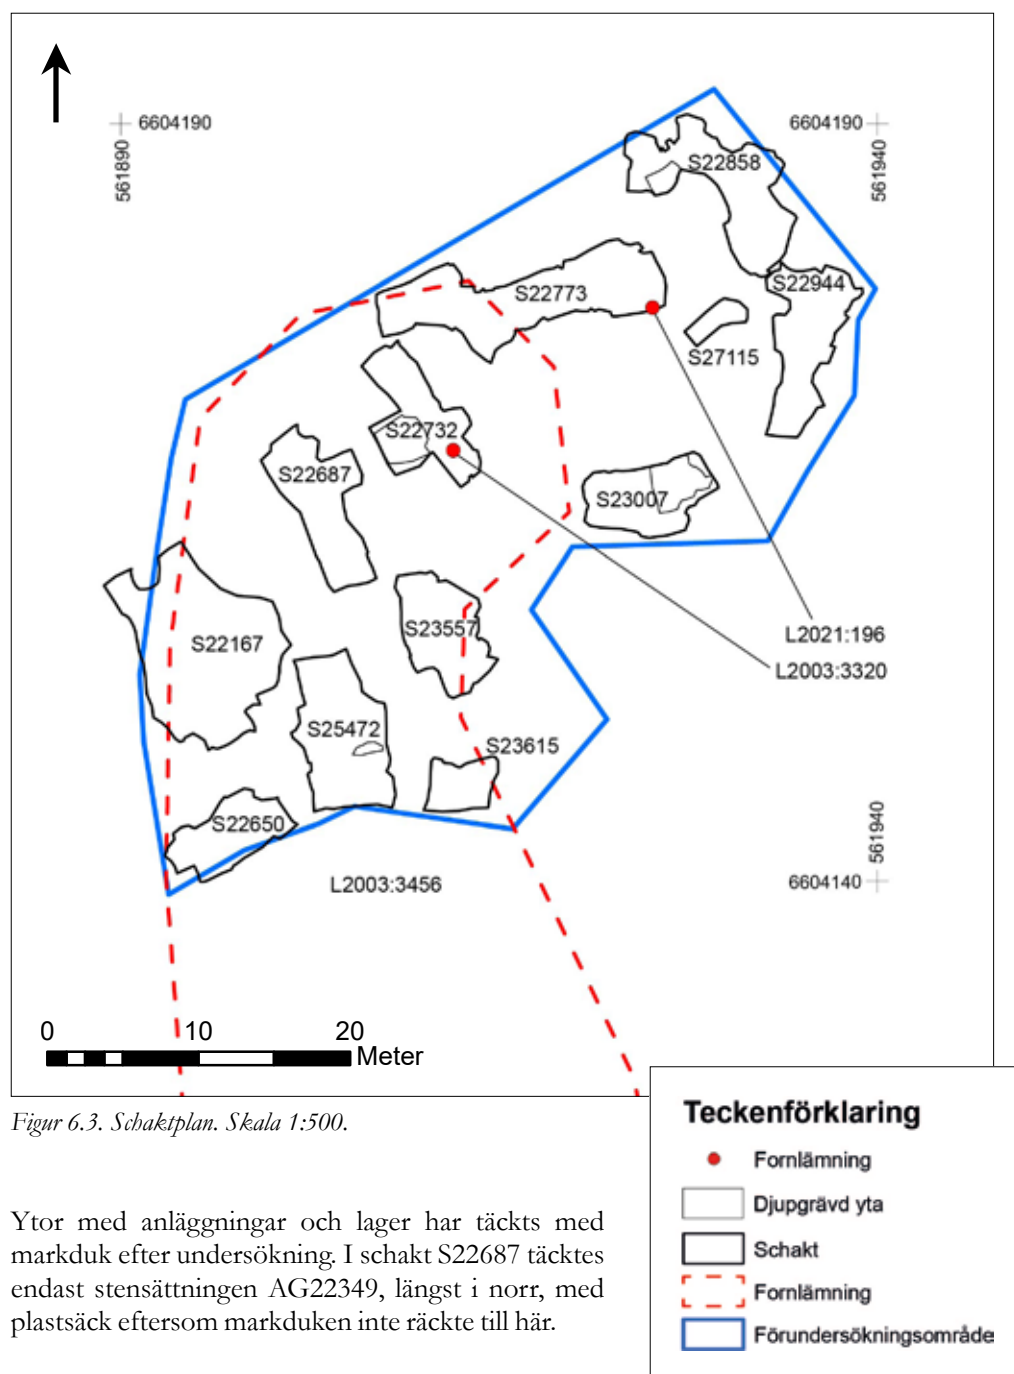 6604190
561890
6604190
561940
S22858
S22944
S22773
S27115
S22732
S22687
S23007
S23557
S22167
L2021:196
L2003:3320
S25472
S23615
S22650
561940
6604140
L2003:3456
0 10 20
Meter
Figur 6.3. Schaktplan. Skala 1:500.
Ytor med anläggningar och lager har täckts med
markduk efter undersökning. I schakt S22687 täcktes
endast stensättningen AG22349, längst i norr, med
plastsäck eftersom markduken inte räckte till här.
Teckenförklaring
Fornlämning
Djupgrävd yta
Schakt
Fornlämning
Förundersökningsområde